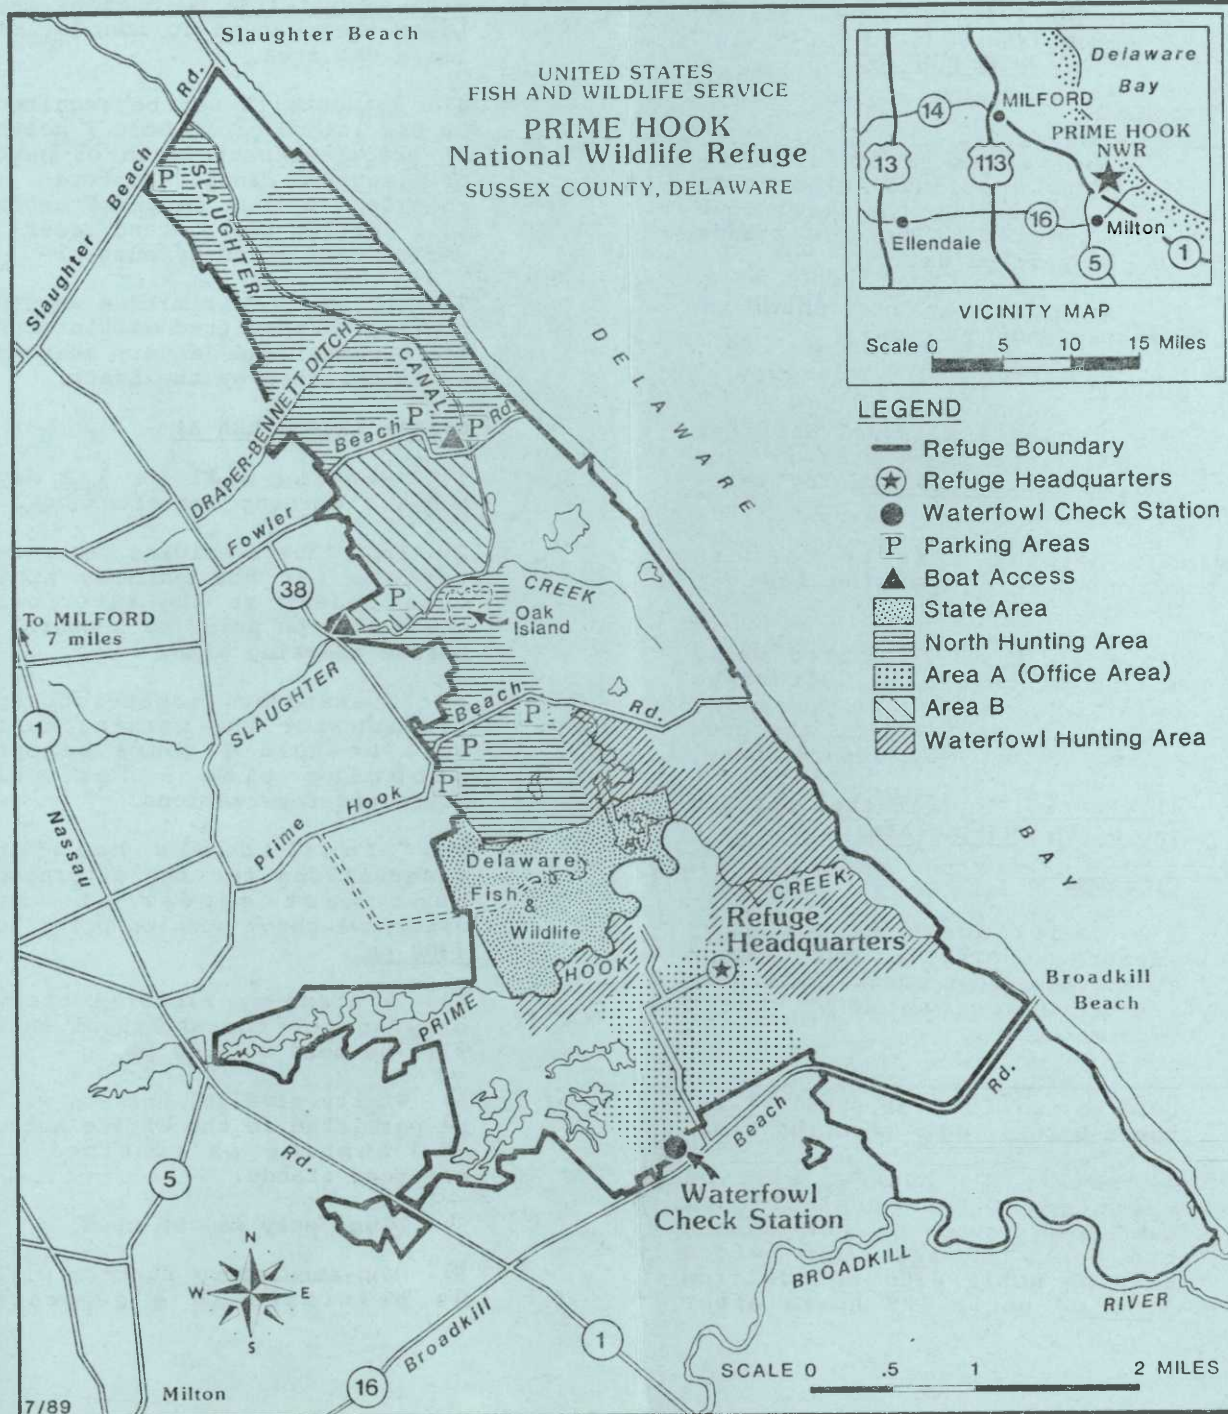 Slaughter Beach
UNITED STATES
FISH AND WILDLIFE SERVICE
PRIME HOOK
National Wildlife Refuge
SUSSEX COUNTY, DELAWARE
Delaware
Bay
MILFORD
14
PRIME HOOK
NWR
13
113
16
Milton
Ellendale
5
1
VICINITY MAP
Scale 0 5 10 15 Miles
LEGEND
Refuge Boundary
Refuge Headquarters
Waterfowl Check Station
P Parking Areas
Boat Access
State Area
North Hunting Area
Area A (Office Area)
Area B
Waterfowl Hunting Area
Slaughter Beach Rd.
P
SLAUGHTER CANAL
DRAPER-BENNETT DITCH
DELAWARE BAY
P
P
Fowler Beach Rd.
38
P
CREEK
Oak
Island
To MILFORD
7 miles
SLAUGHTER
1
Prime Hook Beach Rd.
P
P
P
Nassau Rd.
Delaware
Fish
&
Wildlife
PRIME HOOK CREEK
Refuge
Headquarters
Broadkill
Beach
5
Waterfowl
Check Station
Broadkill Beach Rd.
BROADKILL RIVER
N
W E
S
1
16
Milton
SCALE 0 .5 1 2 MILES
7/89